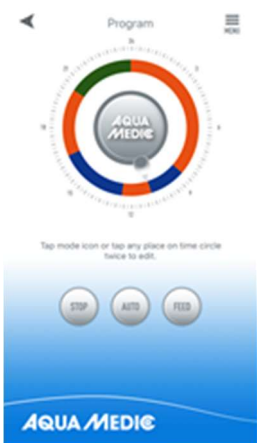 Program
MENU
24
AQUA
MEDIC
Tap mode icon or tap any place on time circle
twice to edit.
STOP
AUTO
FEED
AQUA MEDIC